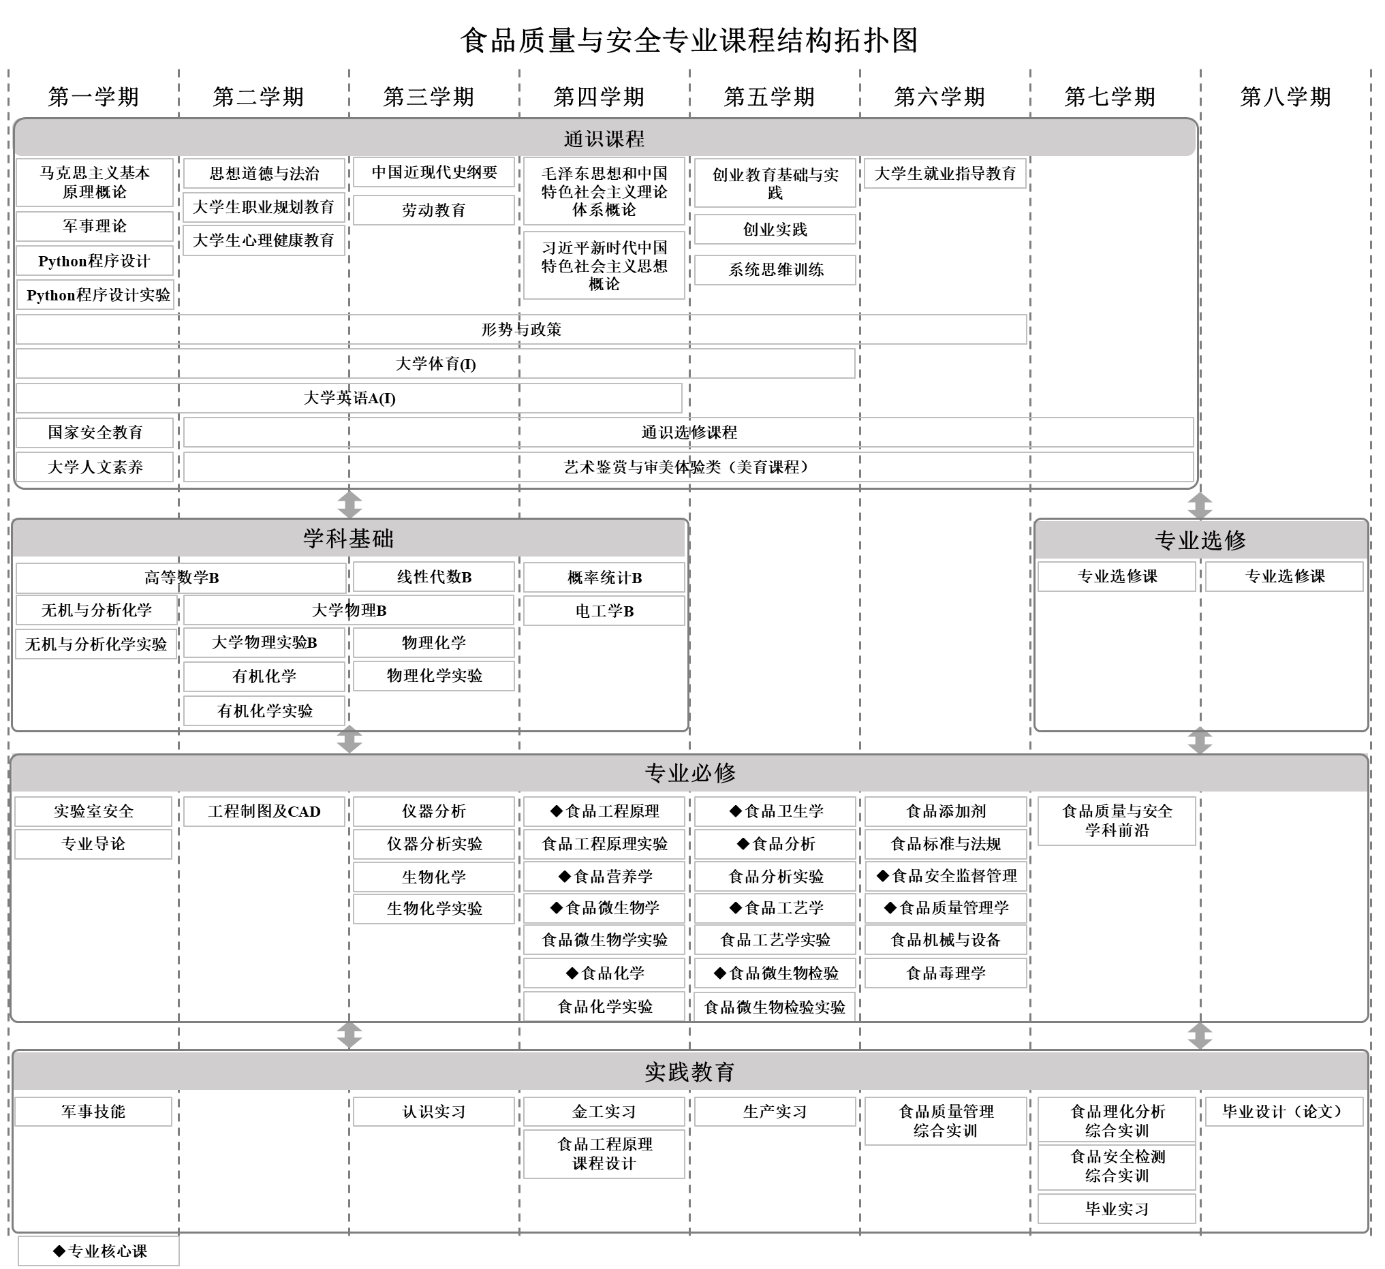 食品质量与安全专业课程结构拓扑图
第一学期
第二学期
第三学期
第四学期
第五学期
第六学期
第七学期
第八学期
通识课程
马克思主义基本
原理概论
军事理论
Python程序设计
Python程序设计实验
思想道德与法治
大学生职业规划教育
大学生心理健康教育
中国近现代史纲要
劳动教育
毛泽东思想和中国
特色社会主义理论
体系概论
习近平新时代中国
特色社会主义思想
概论
创业教育基础与实
践
创业实践
系统思维训练
大学生就业指导教育
形势与政策
大学体育(I)
大学英语A(I)
国家安全教育
通识选修课程
大学人文素养
艺术鉴赏与审美体验类（美育课程）
学科基础
高等数学B
线性代数B
概率统计B
无机与分析化学
大学物理B
电工学B
无机与分析化学实验
大学物理实验B
物理化学
有机化学
物理化学实验
有机化学实验
专业选修
专业选修课
专业选修课
专业必修
实验室安全
专业导论
工程制图及CAD
仪器分析
仪器分析实验
生物化学
生物化学实验
◆食品工程原理
食品工程原理实验
◆食品营养学
◆食品微生物学
食品微生物学实验
◆食品化学
食品化学实验
◆食品卫生学
◆食品分析
食品分析实验
◆食品工艺学
食品工艺学实验
◆食品微生物检验
食品微生物检验实验
食品添加剂
食品标准与法规
◆食品安全监督管理
◆食品质量管理学
食品机械与设备
食品毒理学
食品质量与安全
学科前沿
实践教育
军事技能
认识实习
金工实习
食品工程原理
课程设计
生产实习
食品质量管理
综合实训
食品理化分析
综合实训
食品安全检测
综合实训
毕业实习
毕业设计（论文）
◆专业核心课